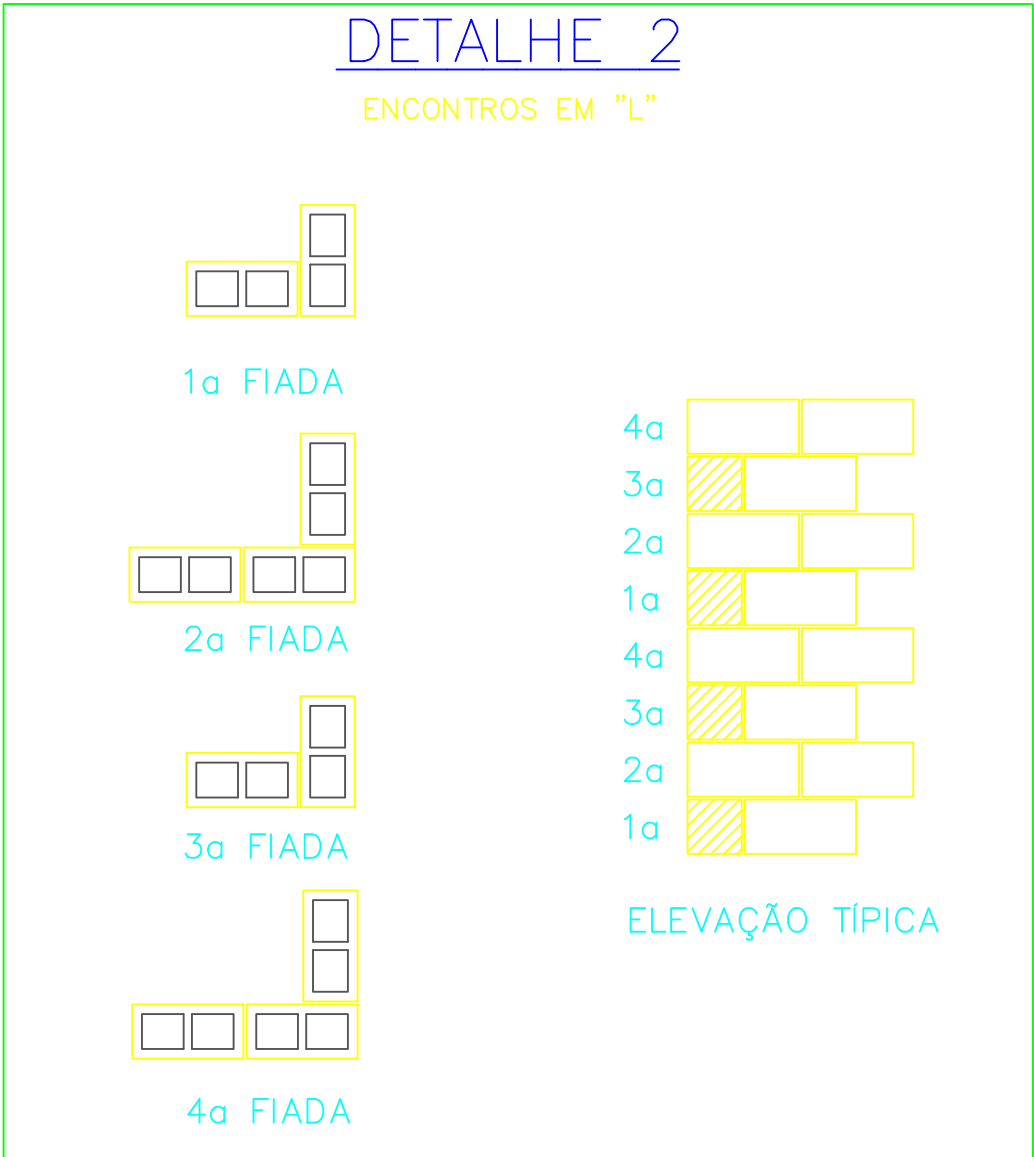 DETALHE 2
ENCONTROS EM "L"
1a FIADA
2a FIADA
3a FIADA
4a FIADA
4a
3a
2a
1a
4a
3a
2a
1a
ELEVAÇÃO TÍPICA